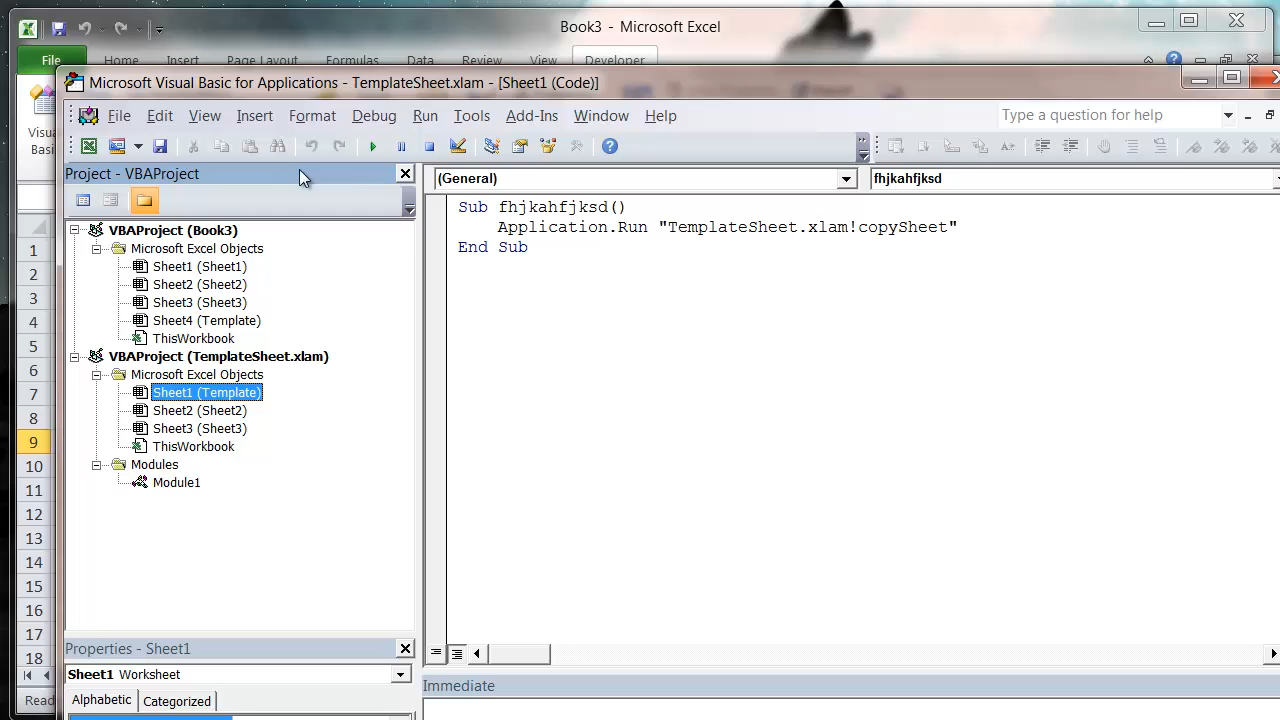 Book3 - Microsoft Excel
File Home Insert Page Layout Formulas Data Review View Developer
Microsoft Visual Basic for Applications - TemplateSheet.xlam - [Sheet1 (Code)]
File Edit View Insert Format Debug Run Tools Add-Ins Window Help
Type a question for help
Project - VBAProject
(General)
fhjkahfjksd
VBAProject (Book3)
Microsoft Excel Objects
Sheet1 (Sheet1)
Sheet2 (Sheet2)
Sheet3 (Sheet3)
Sheet4 (Template)
ThisWorkbook
VBAProject (TemplateSheet.xlam)
Microsoft Excel Objects
Sheet1 (Template)
Sheet2 (Sheet2)
Sheet3 (Sheet3)
ThisWorkbook
Modules
Module1
Sub fhjkahfjksd()
Application.Run "TemplateSheet.xlam!copySheet"
End Sub
Properties - Sheet1
Sheet1 Worksheet
Alphabetic Categorized
Immediate
1
2
3
4
5
6
7
8
9
10
11
12
13
14
15
16
17
18